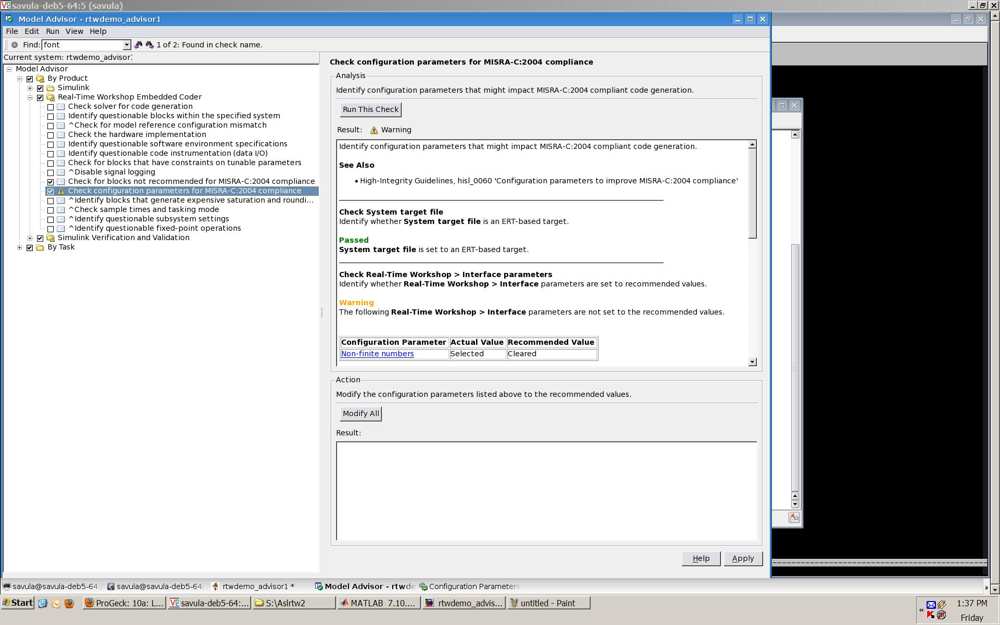 savula-deb5-64:5 (savula)
Model Advisor - rtwdemo_advisor1
File Edit Run View Help
Find: font 1 of 2: Found in check name.
Current system: rtwdemo_advisor
Model Advisor
By Product
Simulink
Real-Time Workshop Embedded Coder
Check solver for code generation
Identify questionable blocks within the specified system
^Check for model reference configuration mismatch
Check the hardware implementation
Identify questionable software environment specifications
Identify questionable code instrumentation (data I/O)
Check for blocks that have constraints on tunable parameters
^Disable signal logging
Check for blocks not recommended for MISRA-C:2004 compliance
Check configuration parameters for MISRA-C:2004 compliance
^Identify blocks that generate expensive saturation and roundi...
^Check sample times and tasking mode
^Identify questionable subsystem settings
^Identify questionable fixed-point operations
Simulink Verification and Validation
By Task
Check configuration parameters for MISRA-C:2004 compliance
Analysis
Identify configuration parameters that might impact MISRA-C:2004 compliant code generation.
Run This Check
Result: Warning
Identify configuration parameters that might impact MISRA-C:2004 compliant code generation.
See Also
• High-Integrity Guidelines, hisl_0060 'Configuration parameters to improve MISRA-C:2004 compliance'
Check System target file
Identify whether System target file is an ERT-based target.
Passed
System target file is set to an ERT-based target.
Check Real-Time Workshop > Interface parameters
Identify whether Real-Time Workshop > Interface parameters are set to recommended values.
Warning
The following Real-Time Workshop > Interface parameters are not set to the recommended values.
Configuration Parameter Actual Value Recommended Value
Non-finite numbers Selected Cleared
Action
Modify the configuration parameters listed above to the recommended values.
Modify All
Result:
Help Apply
savula@savula-deb5-64: savula@savula-deb5-64: rtwdemo_advisor1 * Model Advisor - rtwde Configuration Parameters
Start ProGeck: 10a: L... savula-deb5-64:... S:\Aslrtw2 MATLAB 7.10.... rtwdemo_advis... untitled - Paint « 1:37 PM
Friday